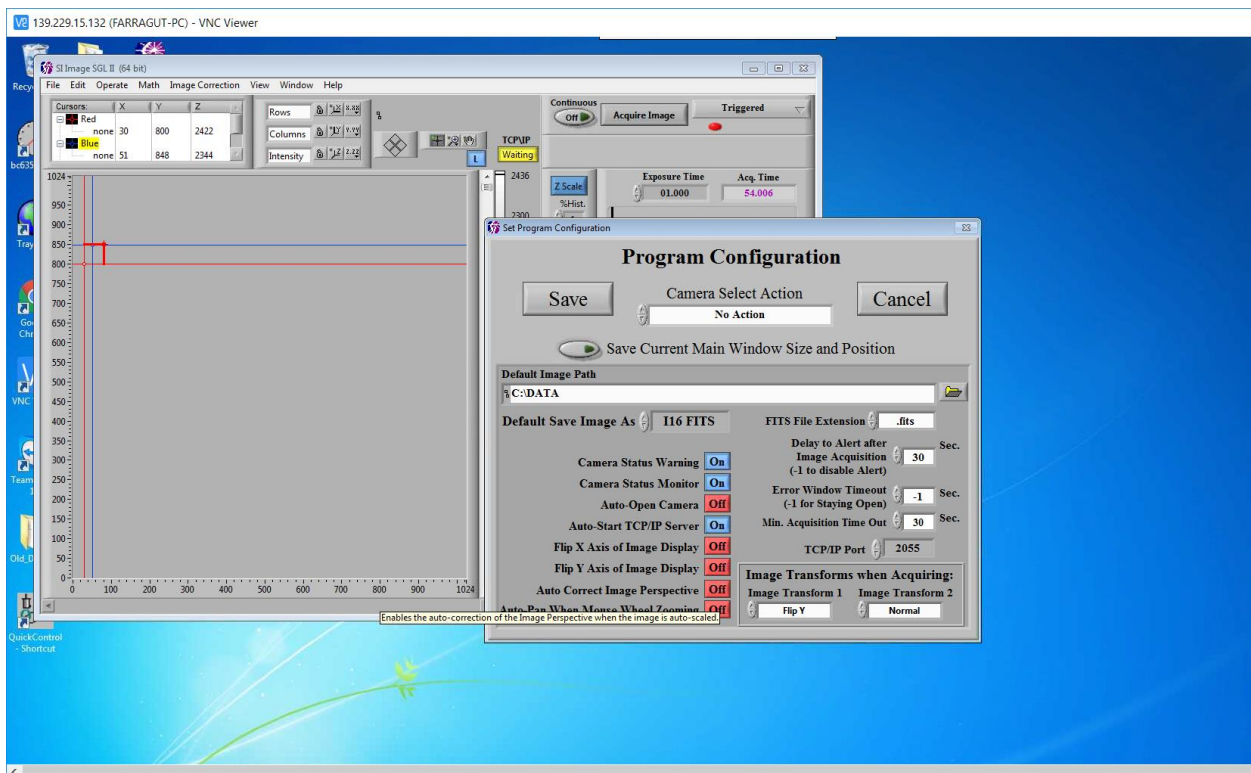 139.229.15.132 (FARRAGUT-PC) - VNC Viewer
SI Image SGL II (64 bit)
File Edit Operate Math Image Correction View Window Help
Cursors: X Y Z
Red
none 30 800 2422
Blue
none 51 848 2344
Rows
Columns
Intensity
TCP\IP
Waiting
L
Continuous
Off
Acquire Image
Triggered
Exposure Time Acq. Time
01.000 54.006
Z Scale
%Hist.
2436
2300
1024
950
900
850
800
750
700
650
600
550
500
450
400
350
300
250
200
150
100
50
0
0 100 200 300 400 500 600 700 800 900 1024
Set Program Configuration
Program Configuration
Save
Camera Select Action
No Action
Cancel
Save Current Main Window Size and Position
Default Image Path
C:\DATA
Default Save Image As I16 FITS
FITS File Extension .fits
Camera Status Warning On
Camera Status Monitor On
Auto-Open Camera Off
Auto-Start TCP/IP Server On
Flip X Axis of Image Display Off
Flip Y Axis of Image Display Off
Auto Correct Image Perspective Off
Auto-Pan When Mouse Wheel Zooming Off
Delay to Alert after
Image Acquisition 30 Sec.
(-1 to disable Alert)
Error Window Timeout
(-1 for Staying Open) -1 Sec.
Min. Acquisition Time Out 30 Sec.
TCP/IP Port 2055
Image Transforms when Acquiring:
Image Transform 1 Image Transform 2
Flip Y Normal
Enables the auto-correction of the Image Perspective when the image is auto-scaled.
Recy
bc635
Tray
Go
Chr
VNC
Team
Old_D
QuickControl
- Shortcut